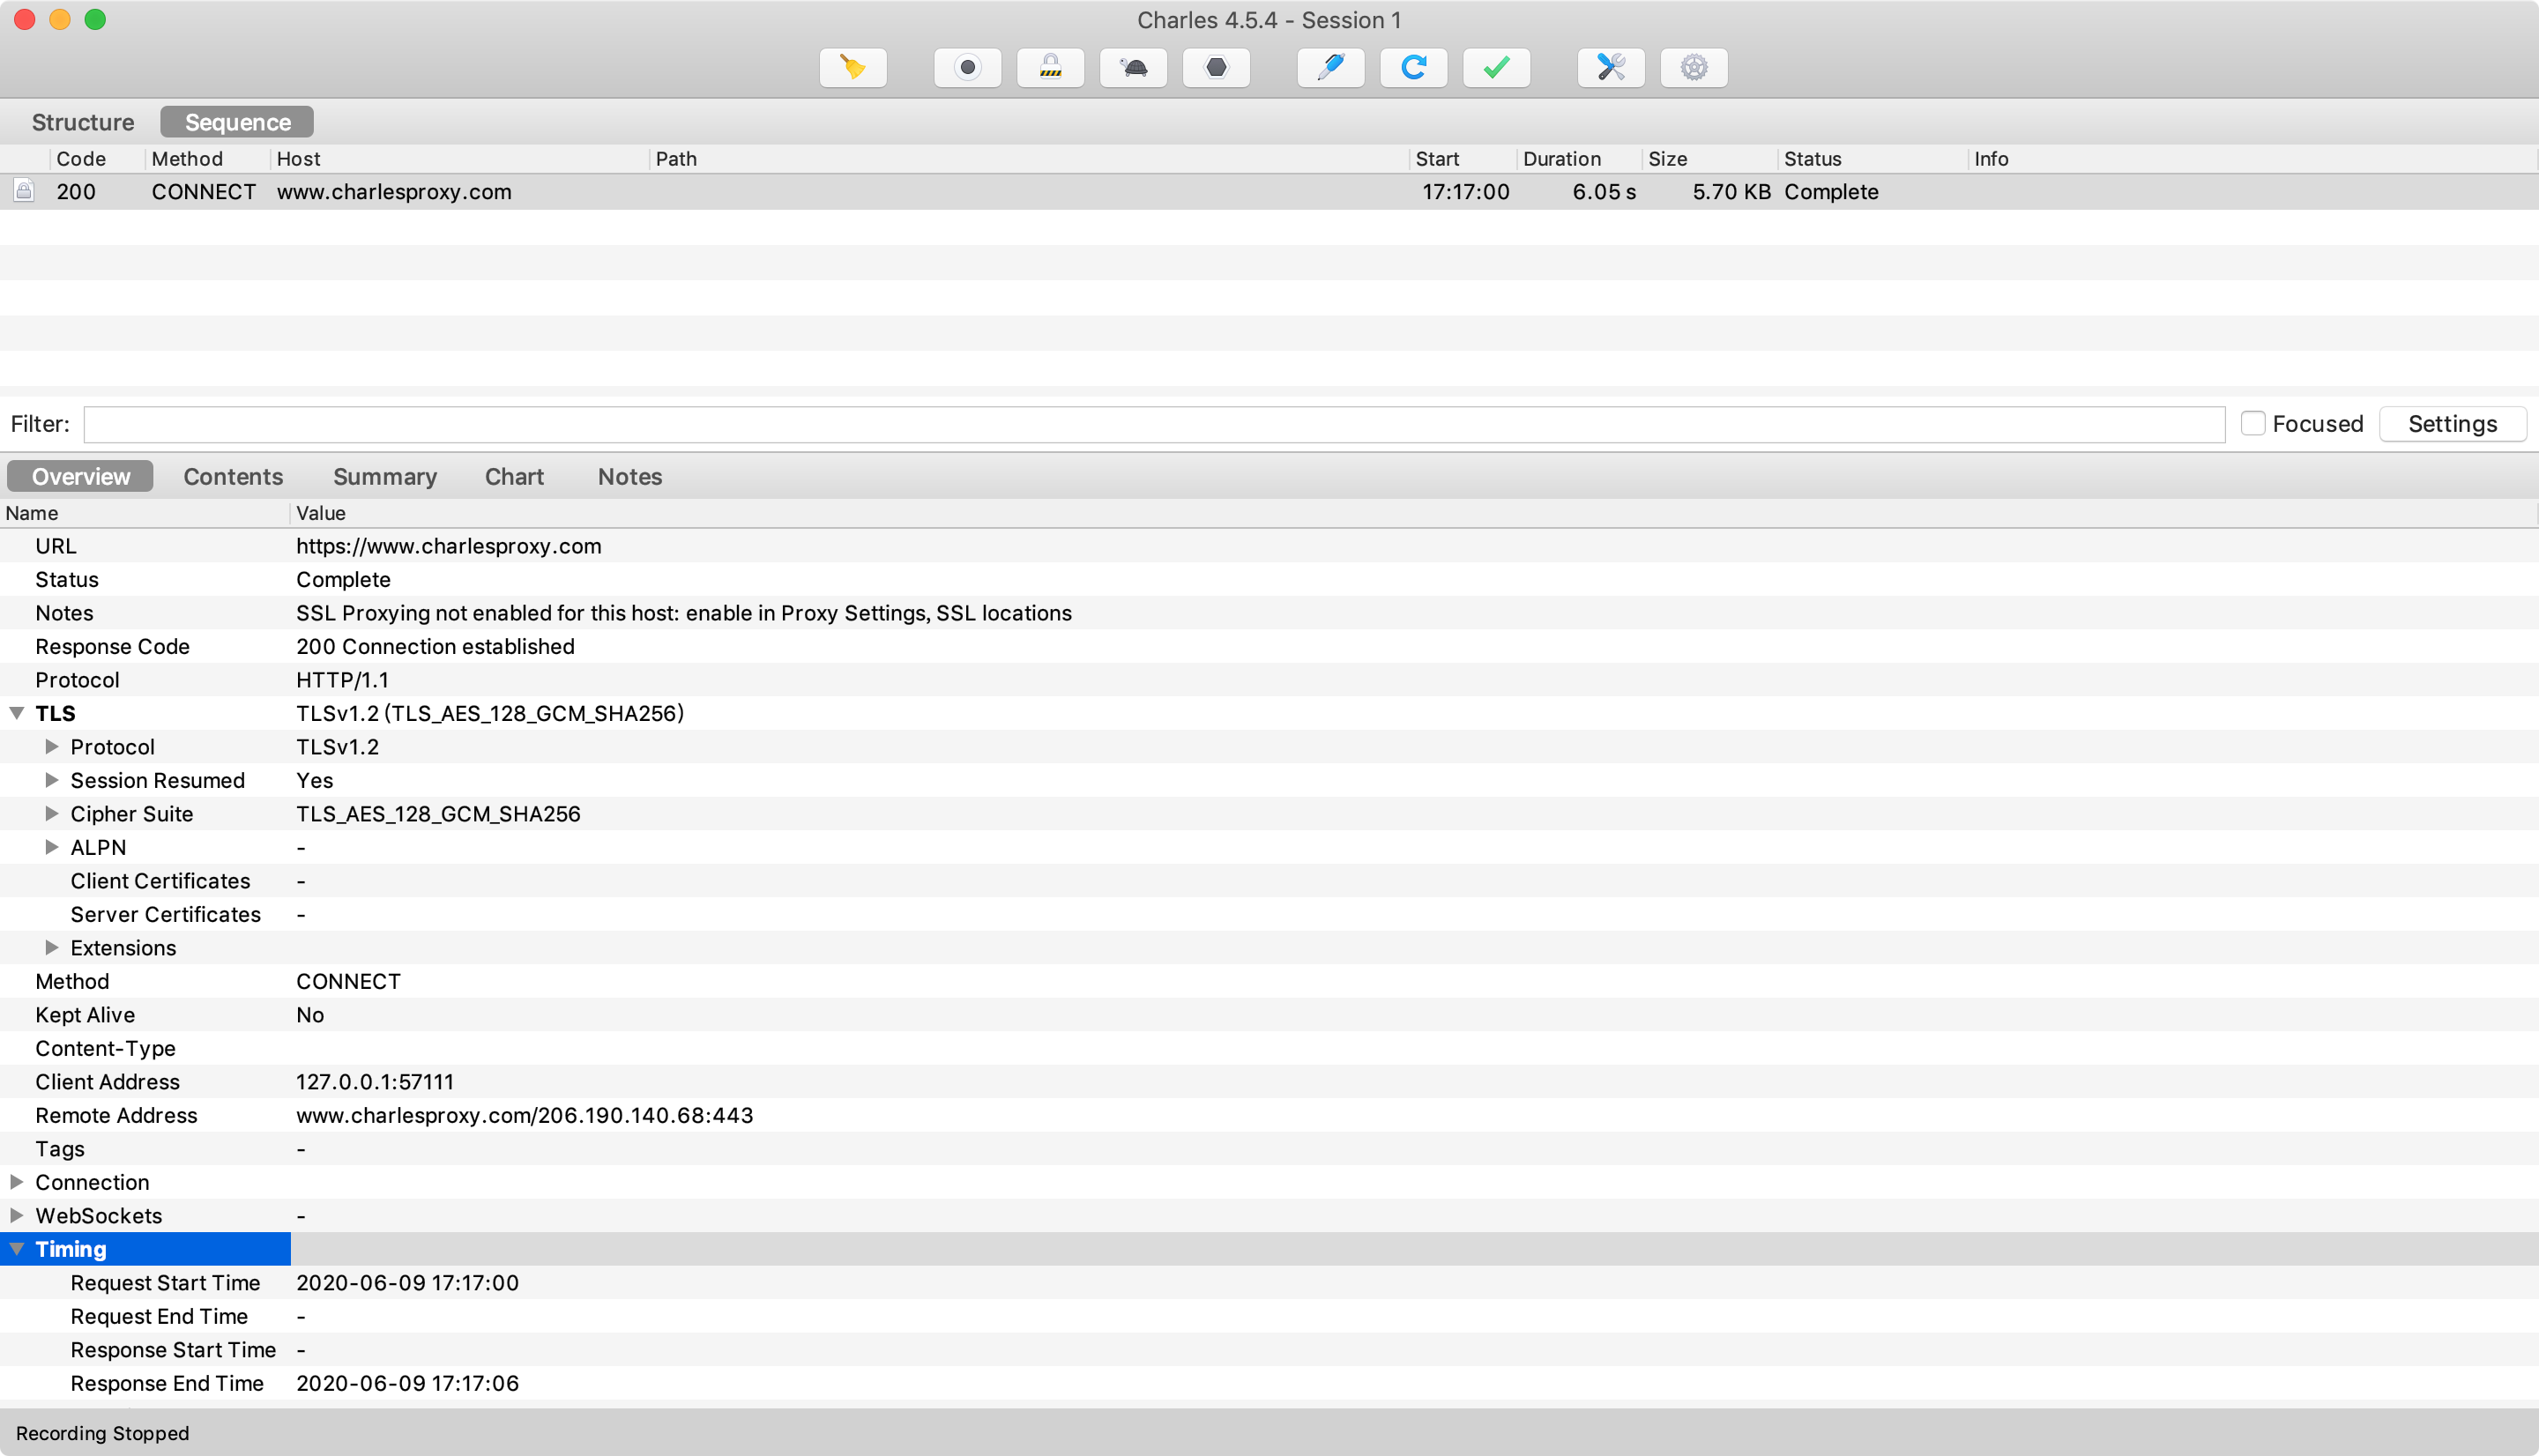 Charles 4.5.4 - Session 1
Structure Sequence
Code Method Host Path Start Duration Size Status Info
200 CONNECT www.charlesproxy.com 17:17:00 6.05 s 5.70 KB Complete
Filter: Focused Settings
Overview Contents Summary Chart Notes
Name Value
URL https://www.charlesproxy.com
Status Complete
Notes SSL Proxying not enabled for this host: enable in Proxy Settings, SSL locations
Response Code 200 Connection established
Protocol HTTP/1.1
TLS TLSv1.2 (TLS_AES_128_GCM_SHA256)
Protocol TLSv1.2
Session Resumed Yes
Cipher Suite TLS_AES_128_GCM_SHA256
ALPN -
Client Certificates -
Server Certificates -
Extensions
Method CONNECT
Kept Alive No
Content-Type
Client Address 127.0.0.1:57111
Remote Address www.charlesproxy.com/206.190.140.68:443
Tags -
Connection
WebSockets -
Timing
Request Start Time 2020-06-09 17:17:00
Request End Time -
Response Start Time -
Response End Time 2020-06-09 17:17:06
Recording Stopped